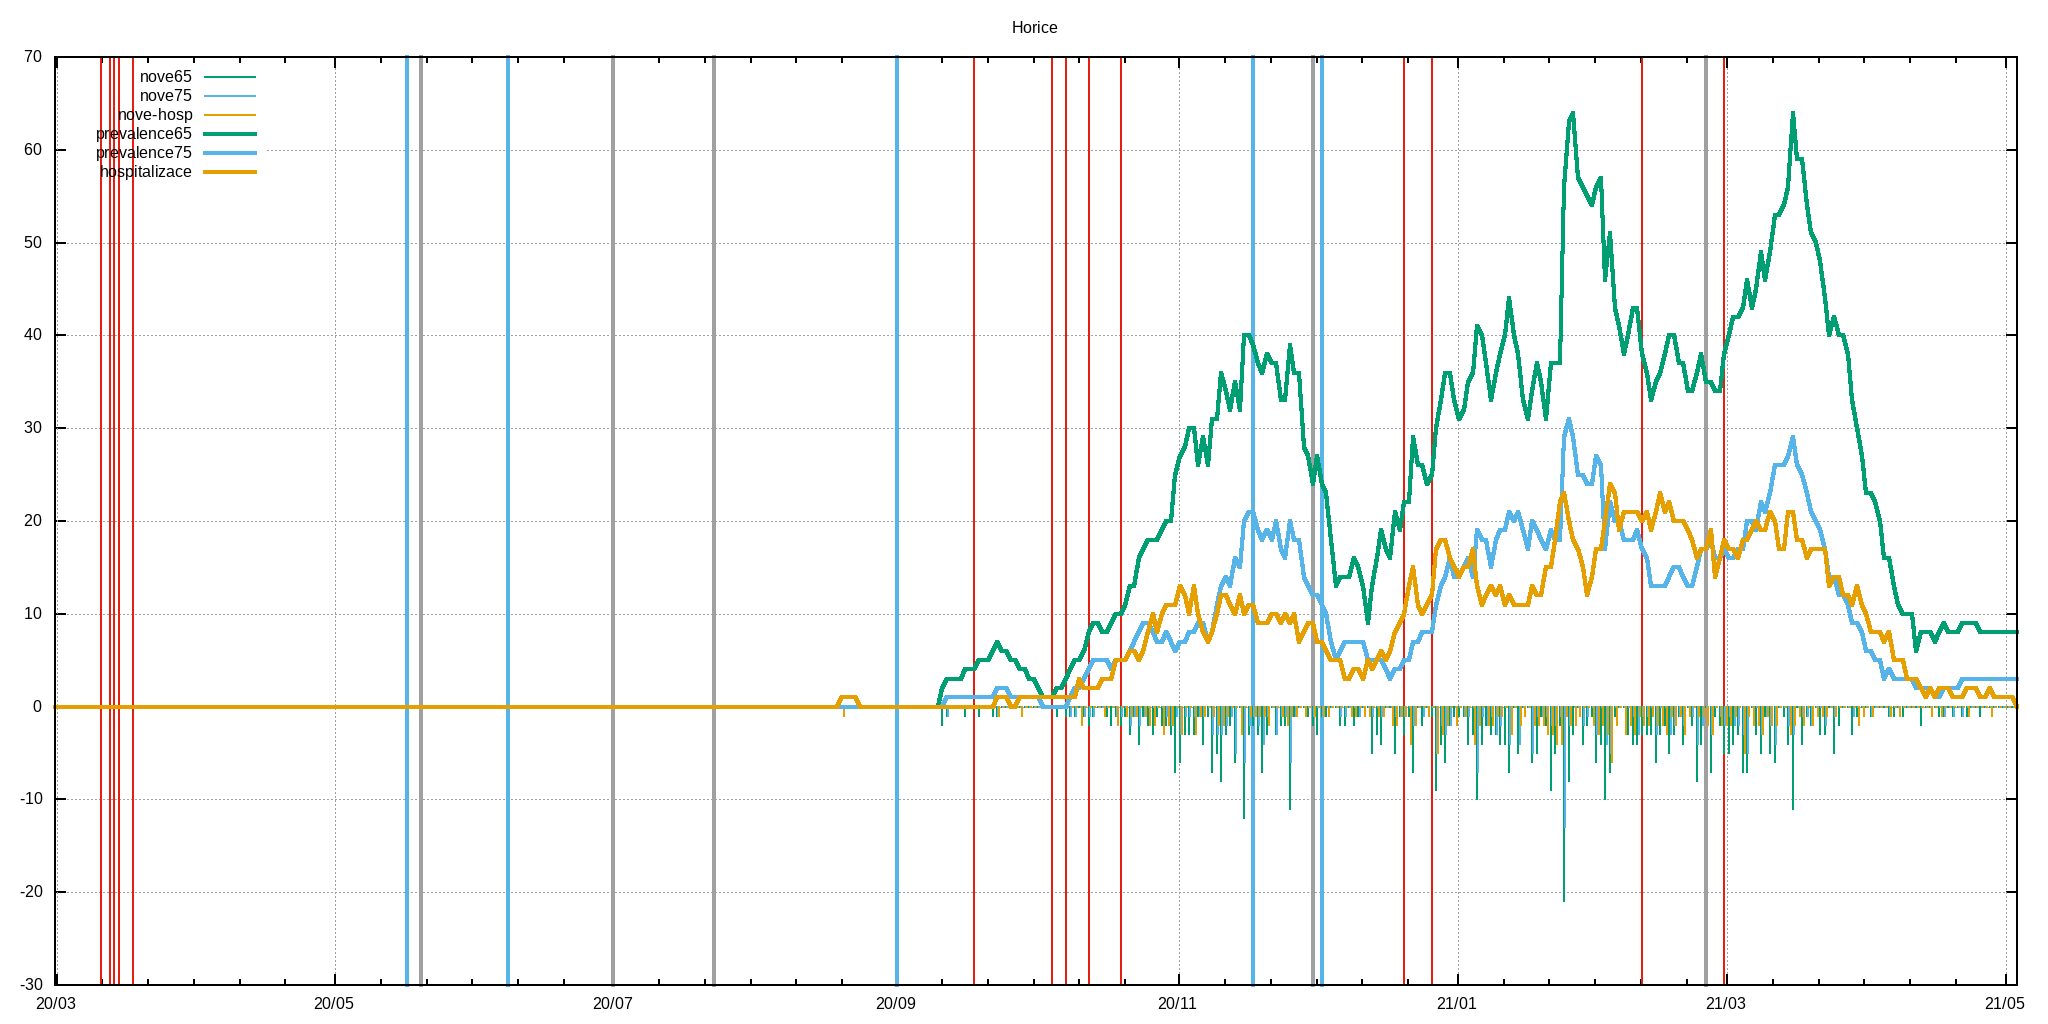 Horice
70
60
50
40
30
20
10
0
-10
-20
-30
nove65
nove75
nove-hosp
prevalence65
prevalence75
hospitalizace
20/03 20/05 20/07 20/09 20/11 21/01 21/03 21/05